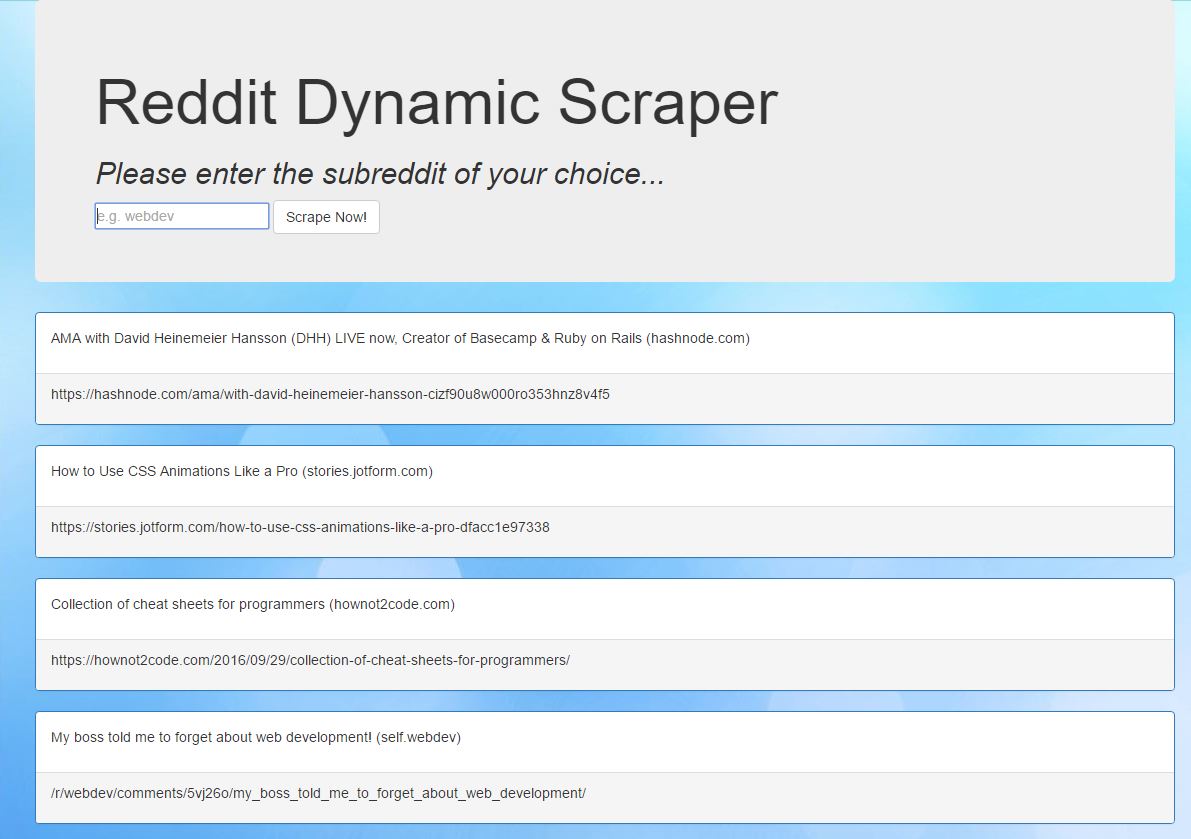 Reddit Dynamic Scraper
Please enter the subreddit of your choice...
e.g. webdev Scrape Now!
AMA with David Heinemeier Hansson (DHH) LIVE now, Creator of Basecamp & Ruby on Rails (hashnode.com)
https://hashnode.com/ama/with-david-heinemeier-hansson-cizf90u8w000ro353hnz8v4f5
How to Use CSS Animations Like a Pro (stories.jotform.com)
https://stories.jotform.com/how-to-use-css-animations-like-a-pro-dfacc1e97338
Collection of cheat sheets for programmers (hownot2code.com)
https://hownot2code.com/2016/09/29/collection-of-cheat-sheets-for-programmers/
My boss told me to forget about web development! (self.webdev)
/r/webdev/comments/5vj26o/my_boss_told_me_to_forget_about_web_development/